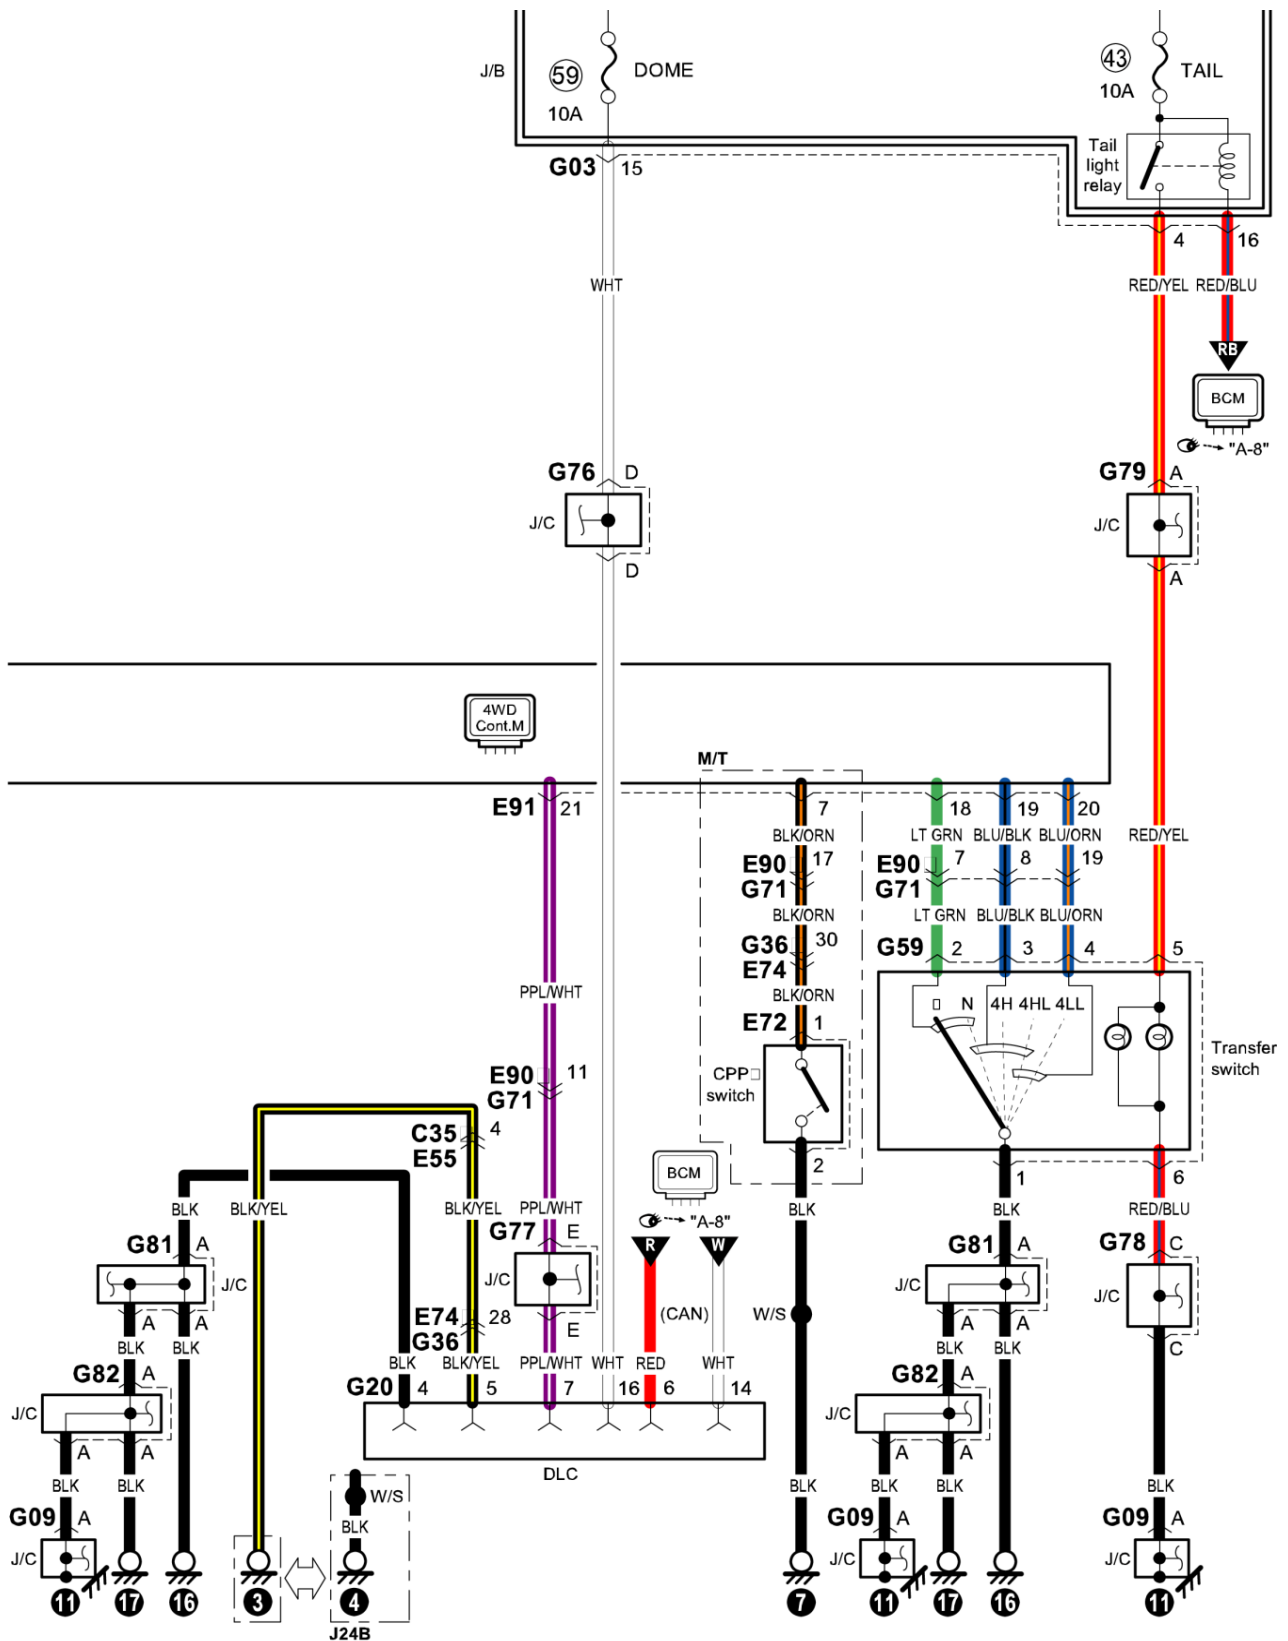 J/B
59
DOME
10A
43
TAIL
10A
Tail
light
relay
G03 15
4 16
WHT
RED/YEL RED/BLU
RB
BCM
"A-8"
G76 D
J/C
D
G79 A
J/C
A
4WD
Cont.M
M/T
E91 21
7 18 19 20
BLK/ORN LT GRN BLU/BLK BLU/ORN RED/YEL
E90 17
G71
E90 7 8 19
G71
BLK/ORN LT GRN BLU/BLK BLU/ORN
G36 30
E74
G59 2 3 4 5
PPL/WHT
BLK/ORN
E72 1
N 4H 4HL 4LL
CPP
switch
Transfer
switch
E90 11
G71
C35 4
E55
2
1 6
BCM
"A-8"
BLK BLK/YEL BLK/YEL PPL/WHT BLK BLK RED/BLU
G81 A
J/C
A A
G77 E
J/C
E
R W
(CAN)
G81 A
J/C
A A
G78 C
J/C
C
W/S
E74 28
G36
BLK BLK
BLK BLK
BLK BLK/YEL PPL/WHT WHT RED WHT
G20 4 5 7 16 6 14
DLC
G82 A
J/C
A A
G82 A
J/C
A A
BLK BLK
W/S
BLK
BLK
BLK BLK
BLK
G09 A
J/C
G09 A
J/C
G09 A
J/C
11 17 16 3 4 7 11 17 16 11
J24B